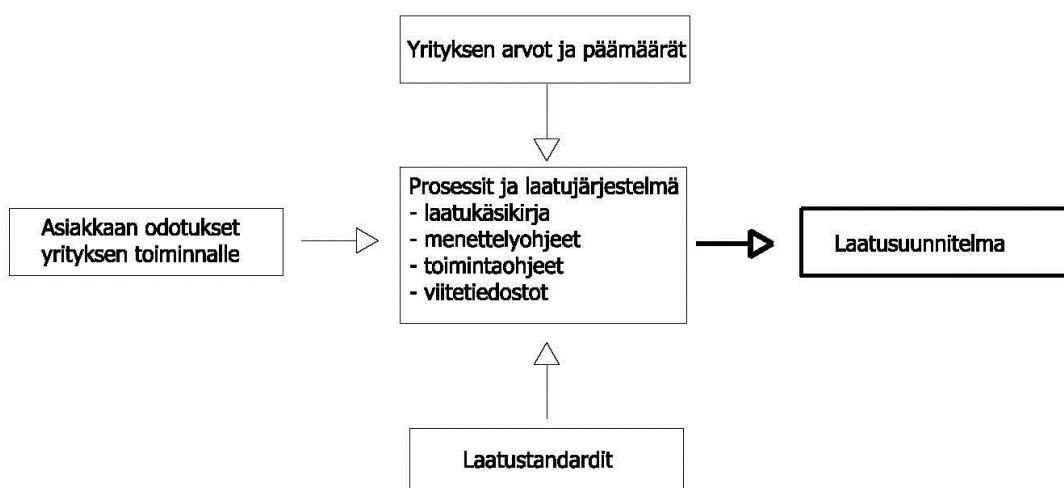 Yrityksen arvot ja päämäärät
Asiakkaan odotukset
yrityksen toiminnalle
Prosessit ja laatujärjestelmä
- laatukäsikirja
- menettelyohjeet
- toimintaohjeet
- viitetiedostot
Laatusuunnitelma
Laatustandardit